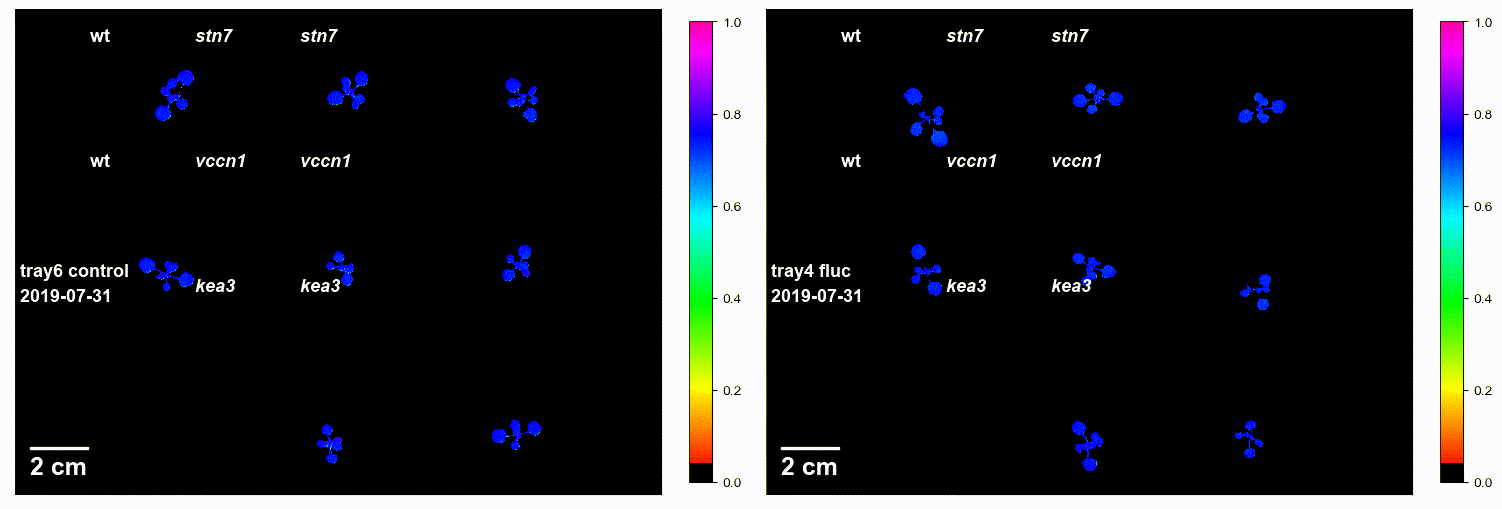 wt stn7 stn7
wt vccn1 vccn1
tray6 control
2019-07-31
kea3 kea3
2 cm
1.0
0.8
0.6
0.4
0.2
0.0
wt stn7 stn7
wt vccn1 vccn1
tray4 fluc
2019-07-31
kea3 kea3
2 cm
1.0
0.8
0.6
0.4
0.2
0.0